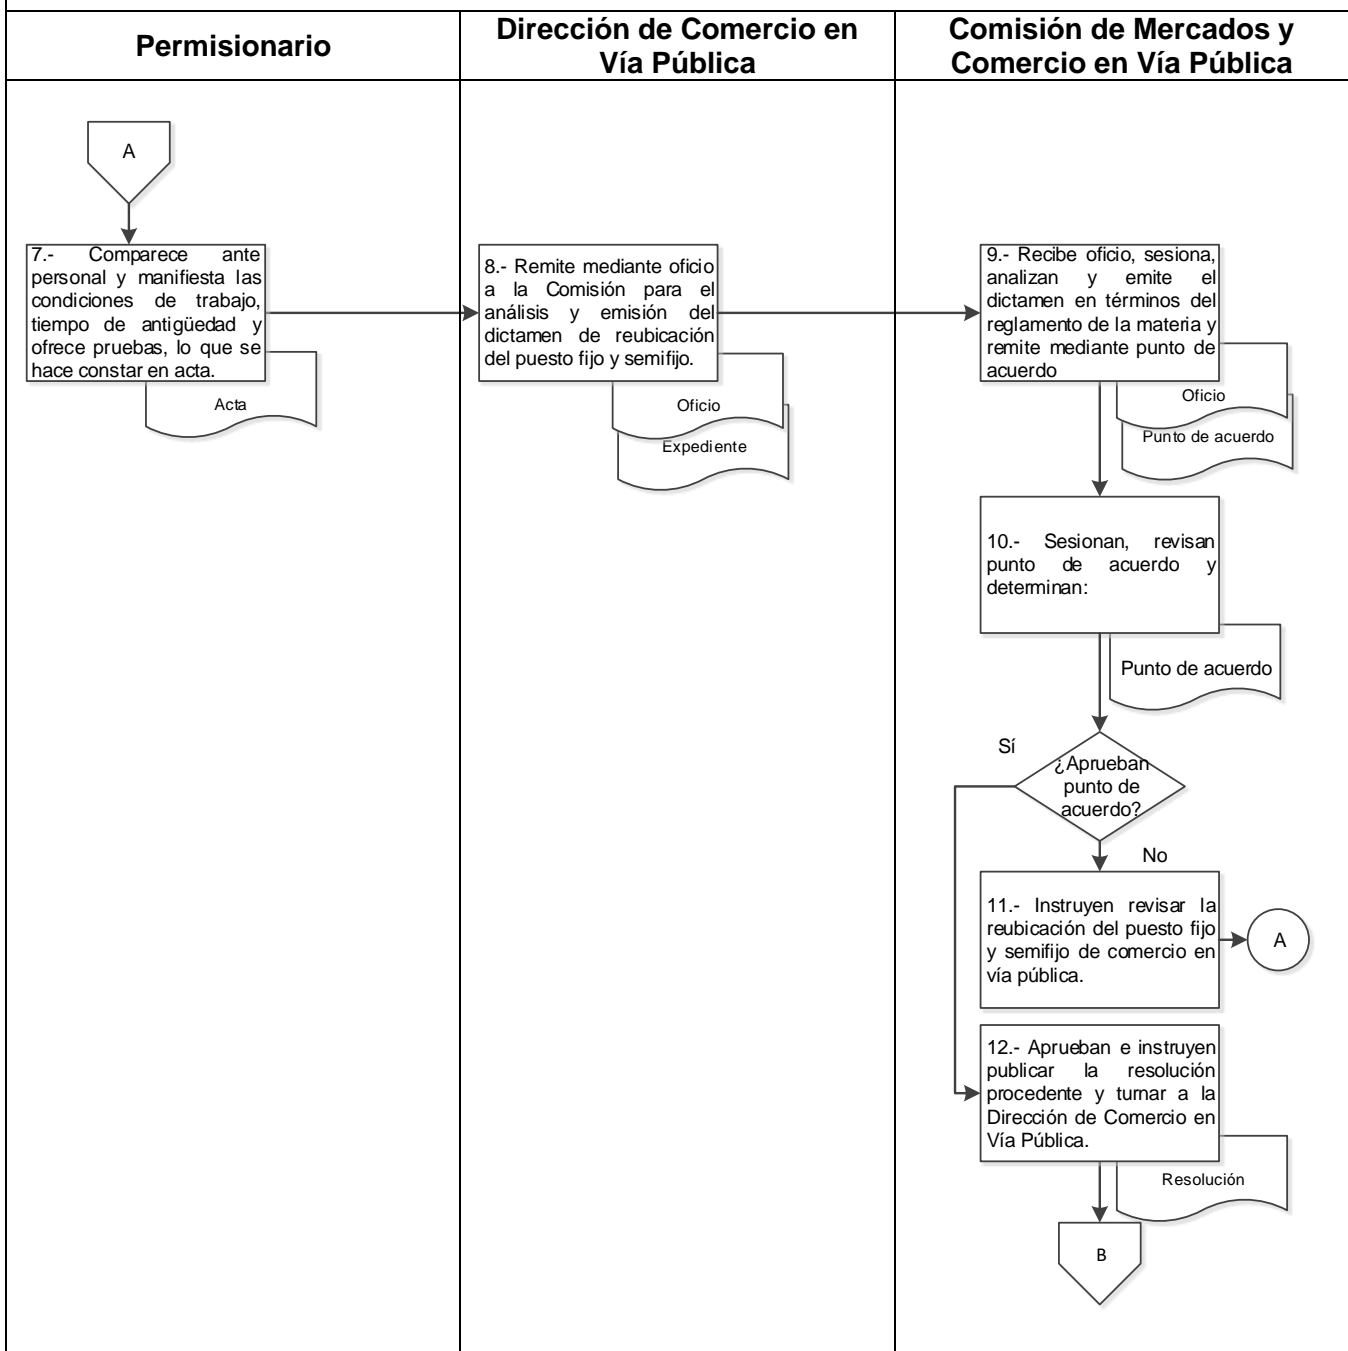 Permisionario
Dirección de Comercio en
Vía Pública
Comisión de Mercados y
Comercio en Vía Pública
A
7.- Comparece ante
personal y manifiesta las
condiciones de trabajo,
tiempo de antigüedad y
ofrece pruebas, lo que se
hace constar en acta.
Acta
8.- Remite mediante oficio
a la Comisión para el
análisis y emisión del
dictamen de reubicación
del puesto fijo y semifijo.
Oficio
Expediente
9.- Recibe oficio, sesiona,
analizan y emite el
dictamen en términos del
reglamento de la materia y
remite mediante punto de
acuerdo
Oficio
Punto de acuerdo
10.- Sesionan, revisan
punto de acuerdo y
determinan:
Punto de acuerdo
Sí
¿Aprueban
punto de
acuerdo?
No
11.- Instruyen revisar la
reubicación del puesto fijo
y semifijo de comercio en
vía pública.
A
12.- Aprueban e instruyen
publicar la resolución
procedente y turnar a la
Dirección de Comercio en
Vía Pública.
Resolución
B